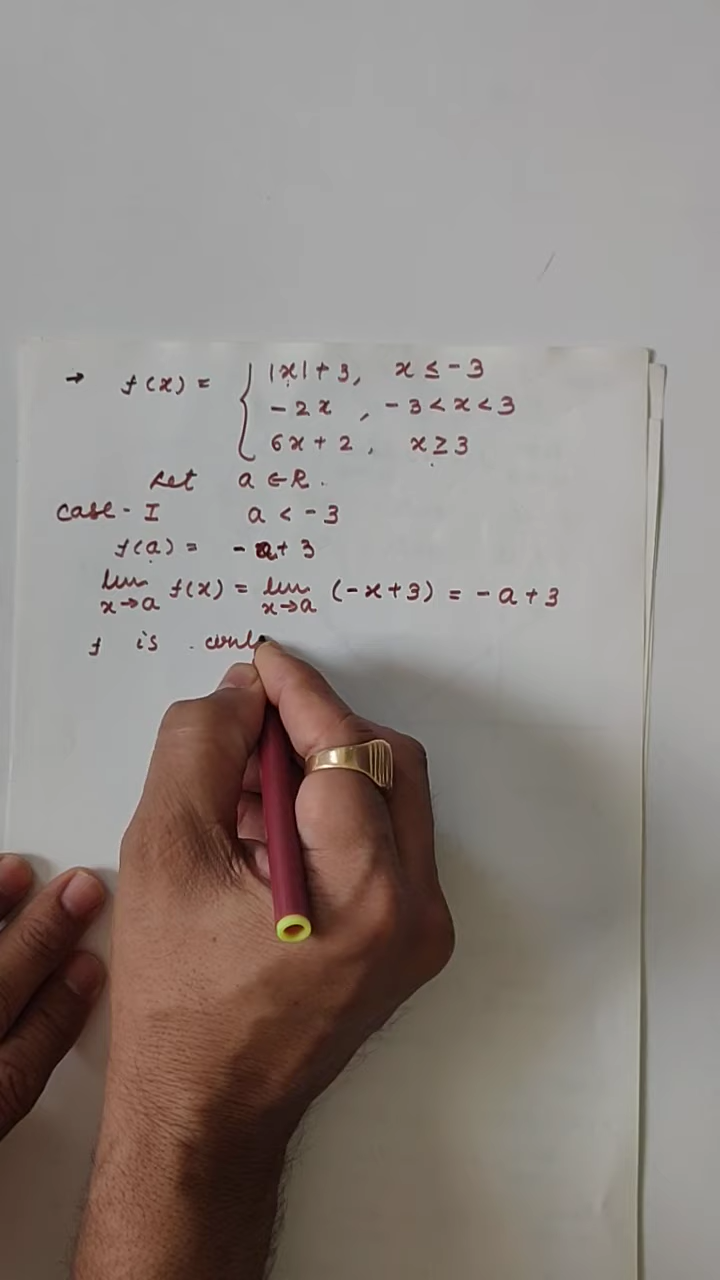 → f(x) = { |x| + 3, x ≤ -3
- 2x , -3 < x < 3
6x + 2 , x ≥ 3
Let a ∈ R .
Case - I a < -3
f(a) = - a + 3
lim x→a f(x) = lim x→a (-x+3) = -a+3
f is